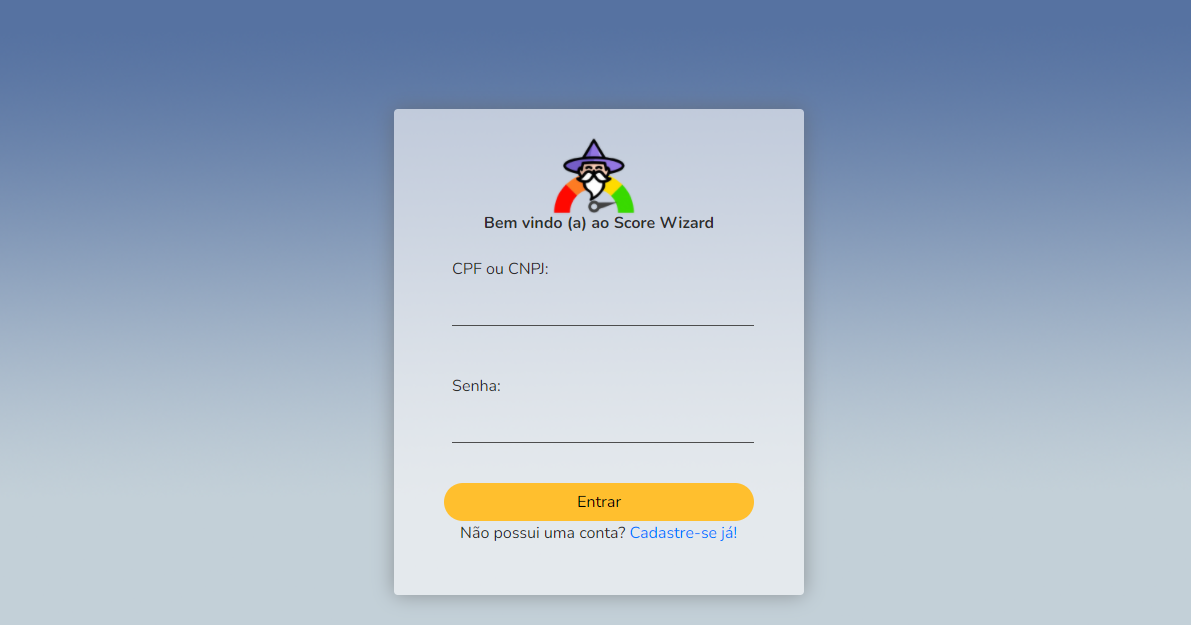 Bem vindo (a) ao Score Wizard
CPF ou CNPJ:
Senha:
Entrar
Não possui uma conta? Cadastre-se já!